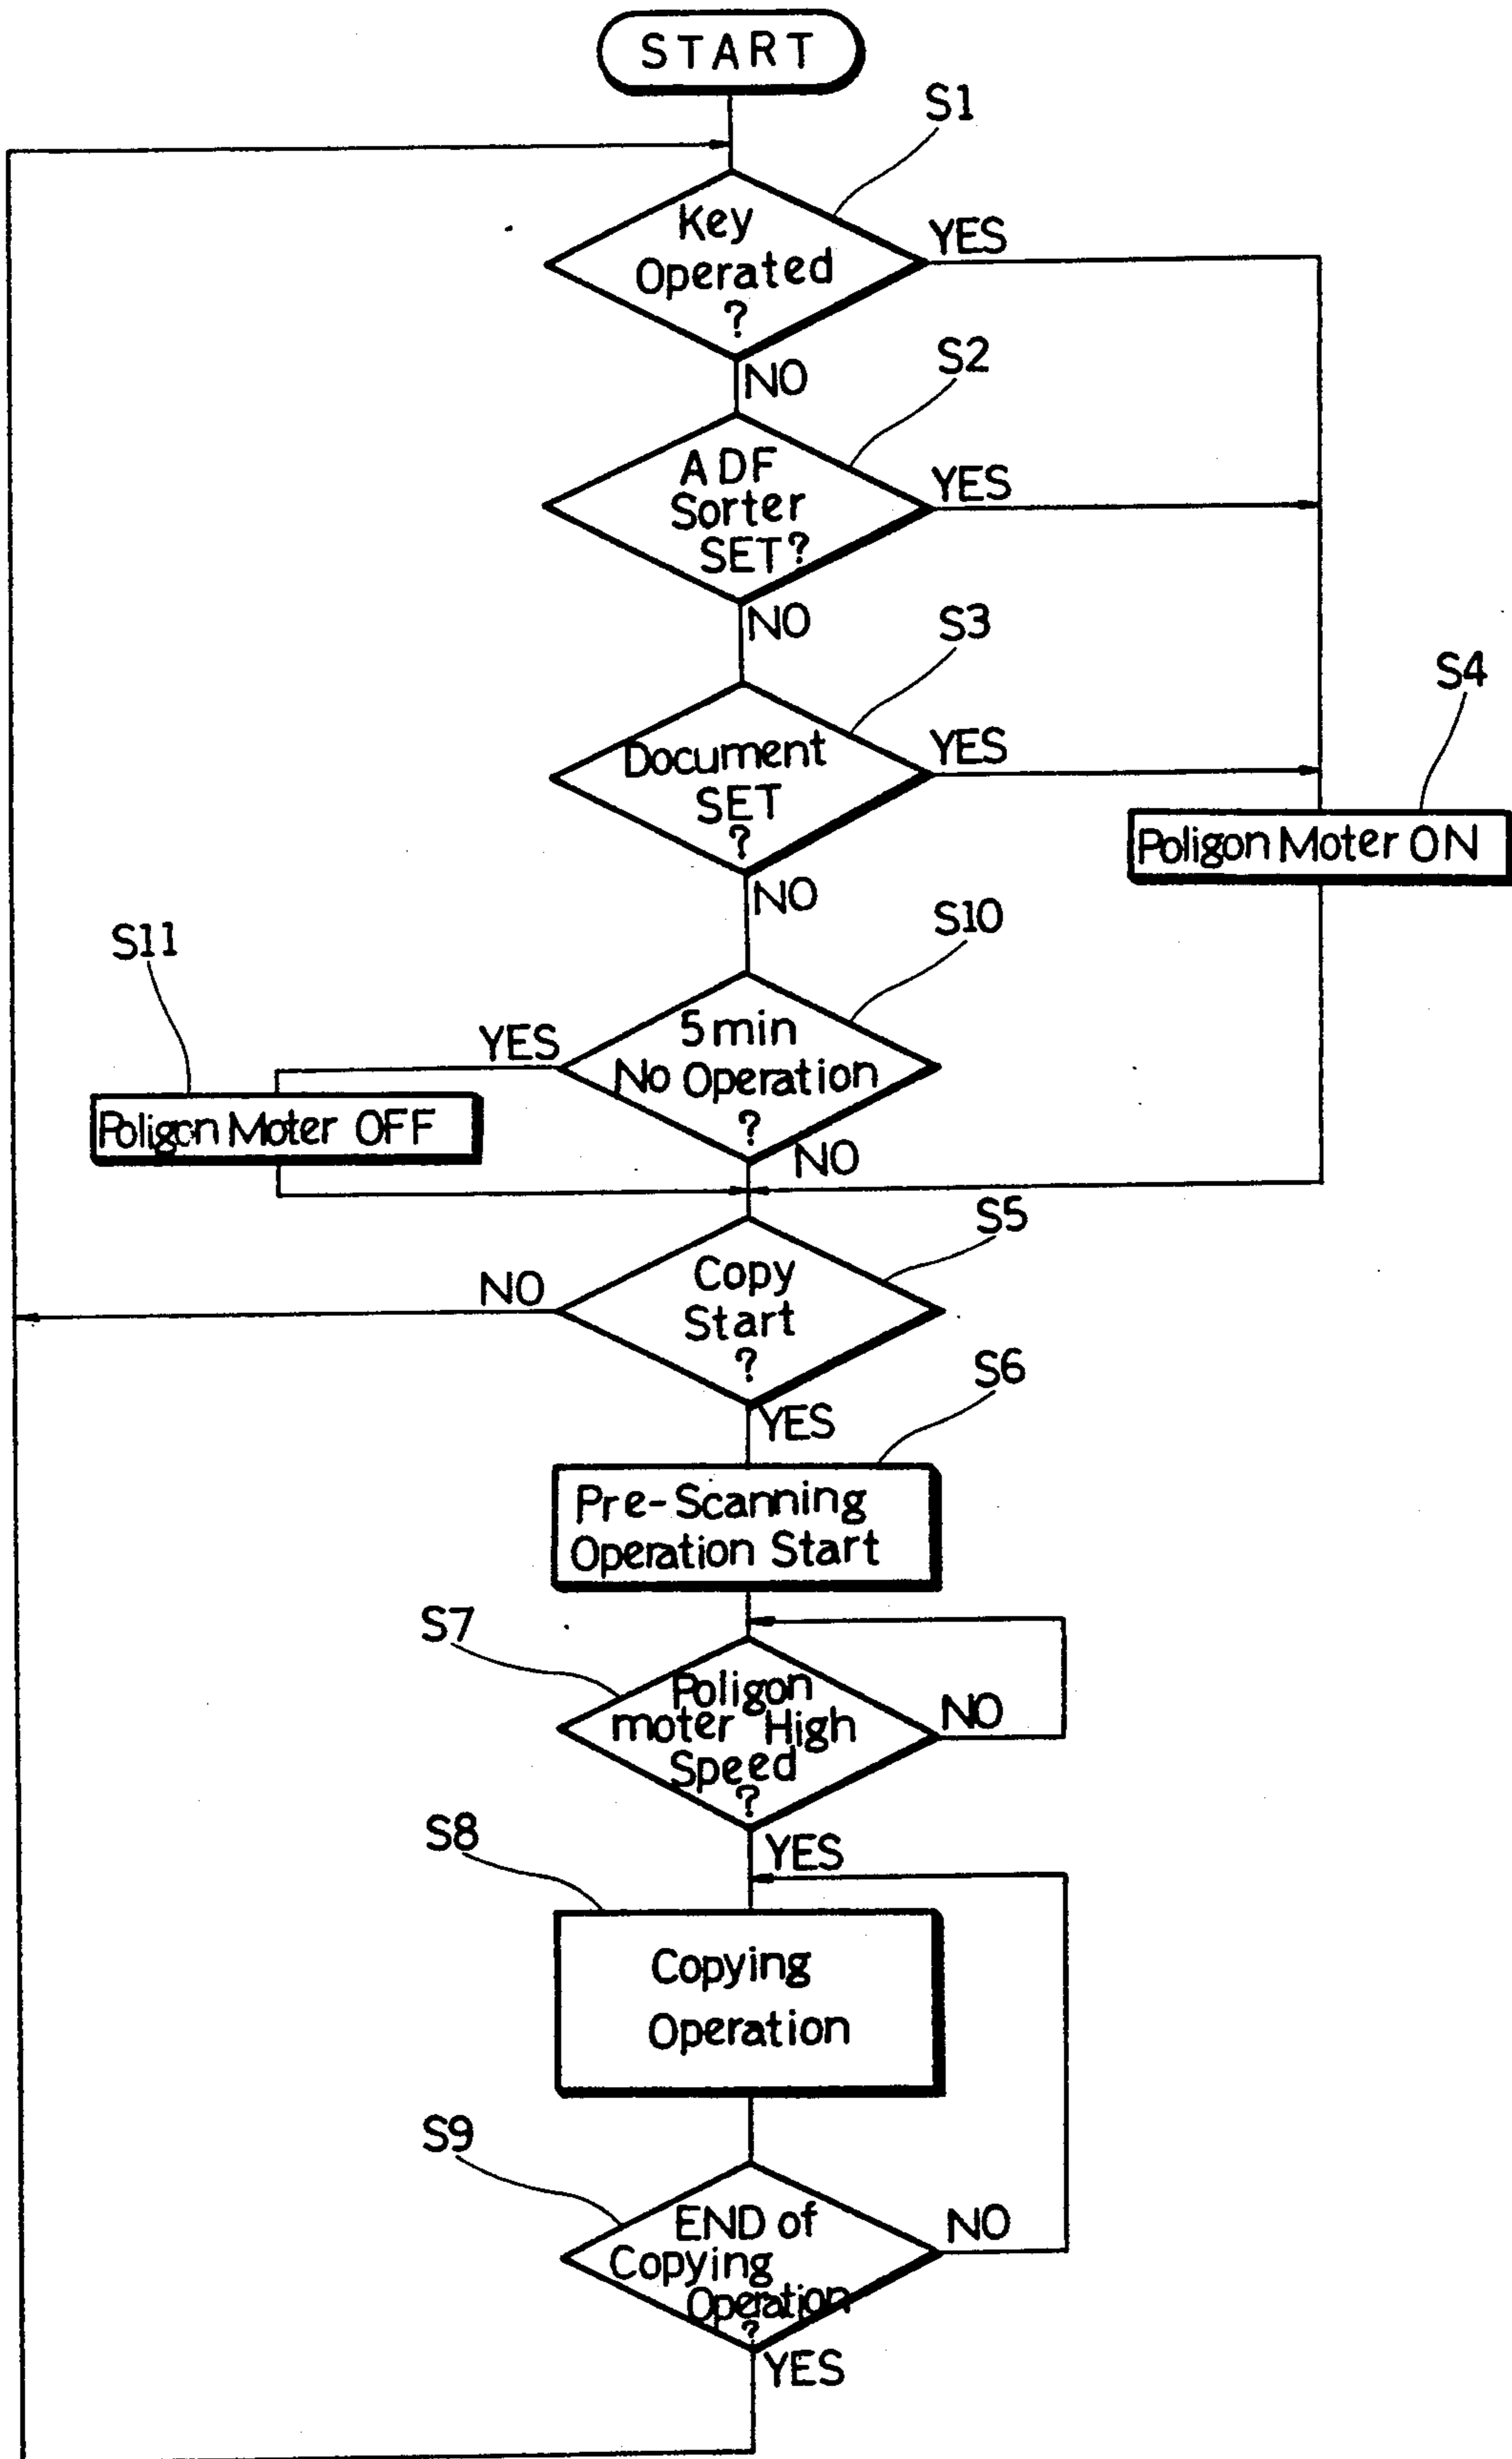 START
S1
Key
Operated
?
YES
NO
S2
ADF
Sorter
SET?
YES
NO
S3
Document
SET
?
YES
NO
S4
Poligon Moter ON
S10
5min
No Operation
?
YES
NO
S11
Poligon Moter OFF
S5
Copy
Start
?
NO
YES
S6
Pre-Scanning
Operation Start
S7
Poligon
moter High
Speed
?
NO
YES
S8
Copying
Operation
S9
END of
Copying
Operation
?
NO
YES